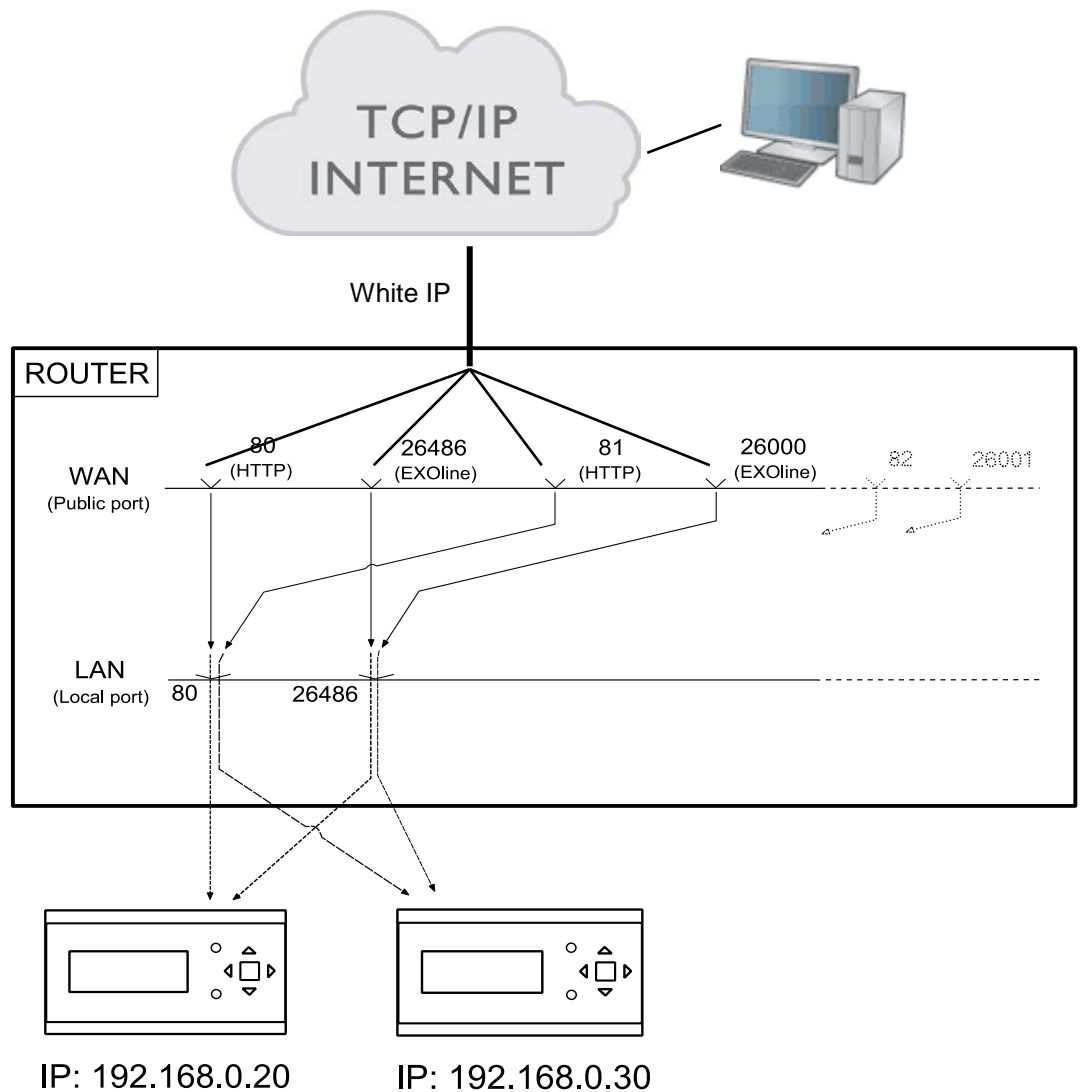 TCP/IP
INTERNET
White IP
ROUTER
WAN
(Public port)
80
(HTTP)
26486
(EXOline)
81
(HTTP)
26000
(EXOline)
82
26001
LAN
(Local port)
80
26486
IP: 192.168.0.20
IP: 192.168.0.30